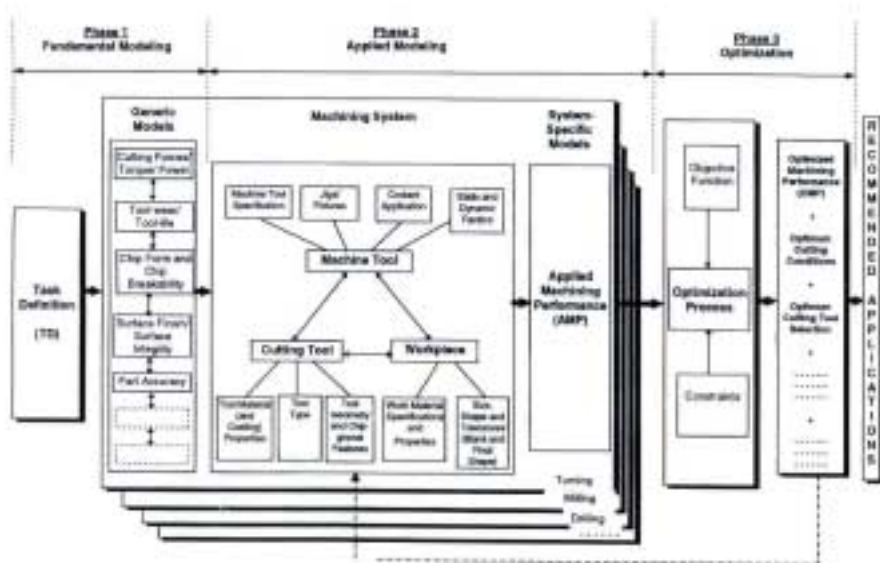 Phase 1
Fundamental Modeling
Phase 2
Applied Modeling
Phase 3
Optimization
Generic
Models
Machining System
System-
Specific
Models
Cutting Forces/
Torque/ Power
Tool-wear/
Tool-life
Chip Form and
Chip
Breakability
Surface Finish/
Surface
Integrity
Part Accuracy
Task
Definition
(TD)
Machine Tool
Specification
Jigs/
Fixtures
Coolant
Application
Static and
Dynamic
Factors
Machine Tool
Cutting Tool
Workpiece
Tool Material
(and
Coating)
Properties
Tool
Type
Tool
Geometry
and Chip-
groove
Features
Work Material
Specifications and
Properties
Size,
Shape and
Tolerances
(Blank and
Final
Shape)
Applied
Machining
Performance
(AMP)
Turning
Milling
Drilling
Objective
Function
Optimization
Process
Constraints
Optimized
Machining
Performance
(OMP)
+
Optimum
Cutting
Conditions
+
Optimum
Cutting Tool
Selection
+
+
RECOMMENDED APPLICATIONS